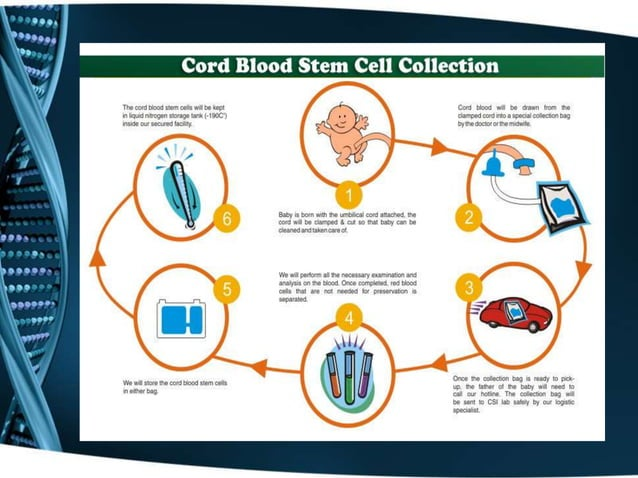 Cord Blood Stem Cell Collection
1
Baby is born with the umbilical cord attached, the
cord will be clamped & cut so that baby can be
cleaned and taken care of.
Cord blood will be drawn from the
clamped cord into a special collection bag
by the doctor or the midwife.
2
3
Once the collection bag is ready to pick-
up, the father of the baby will need to
call our hotline. The collection bag will
be sent to CSI lab safely by our logistic
specialist.
We will perform all the necessary examination and
analysis on the blood. Once completed, red blood
cells that are not needed for preservation is
separated.
4
5
We will store the cord blood stem cells
in either bag.
The cord blood stem cells will be kept
in liquid nitrogen storage tank (-190C°)
inside our secured facility.
6